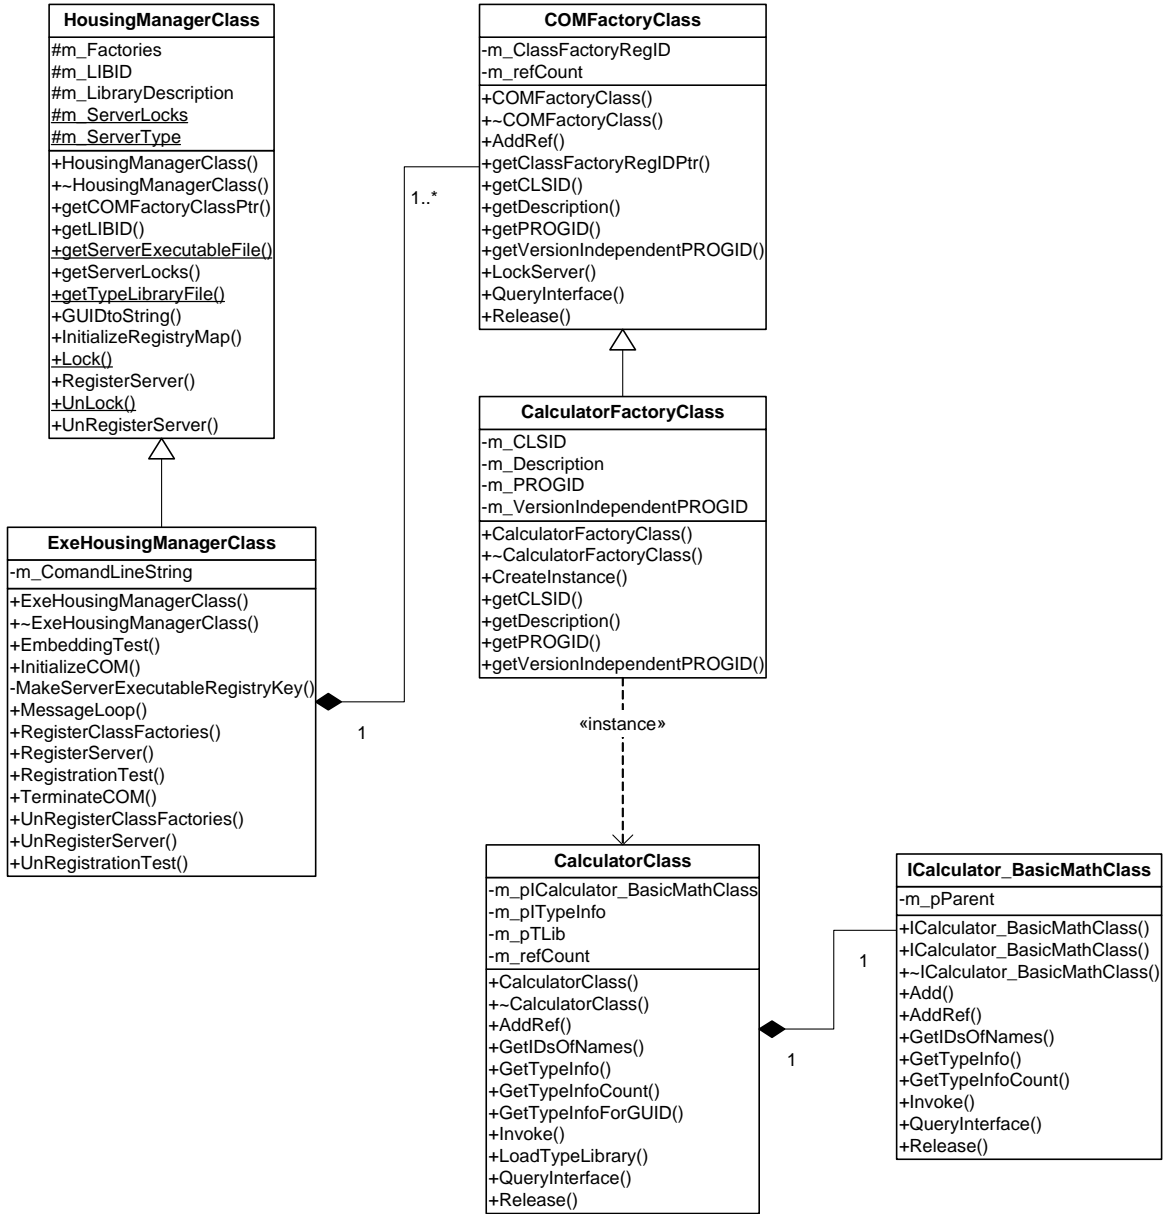 HousingManagerClass
#m_Factories
#m_LIBID
#m_LibraryDescription
#m_ServerLocks
#m_ServerType
+HousingManagerClass()
+~HousingManagerClass()
+getCOMFactoryClassPtr()
+getLIBID()
+getServerExecutableFile()
+getServerLocks()
+getTypeLibraryFile()
+GUIDtoString()
+InitializeRegistryMap()
+Lock()
+RegisterServer()
+UnLock()
+UnRegisterServer()
COMFactoryClass
-m_ClassFactoryRegID
-m_refCount
+COMFactoryClass()
+~COMFactoryClass()
+AddRef()
+getClassFactoryRegIDPtr()
+getCLSID()
+getDescription()
+getPROGID()
+getVersionIndependentPROGID()
+LockServer()
+QueryInterface()
+Release()
1..*
CalculatorFactoryClass
-m_CLSID
-m_Description
-m_PROGID
-m_VersionIndependentPROGID
+CalculatorFactoryClass()
+~CalculatorFactoryClass()
+CreateInstance()
+getCLSID()
+getDescription()
+getPROGID()
+getVersionIndependentPROGID()
ExeHousingManagerClass
-m_ComandLineString
+ExeHousingManagerClass()
+~ExeHousingManagerClass()
+EmbeddingTest()
+InitializeCOM()
-MakeServerExecutableRegistryKey()
+MessageLoop()
+RegisterClassFactories()
+RegisterServer()
+RegistrationTest()
+TerminateCOM()
+UnRegisterClassFactories()
+UnRegisterServer()
+UnRegistrationTest()
1
«instance»
CalculatorClass
-m_pICalculator_BasicMathClass
-m_pITypeInfo
-m_pTLib
-m_refCount
+CalculatorClass()
+~CalculatorClass()
+AddRef()
+GetIDsOfNames()
+GetTypeInfo()
+GetTypeInfoCount()
+GetTypeInfoForGUID()
+Invoke()
+LoadTypeLibrary()
+QueryInterface()
+Release()
1
1
ICalculator_BasicMathClass
-m_pParent
+ICalculator_BasicMathClass()
+ICalculator_BasicMathClass()
+~ICalculator_BasicMathClass()
+Add()
+AddRef()
+GetIDsOfNames()
+GetTypeInfo()
+GetTypeInfoCount()
+Invoke()
+QueryInterface()
+Release()